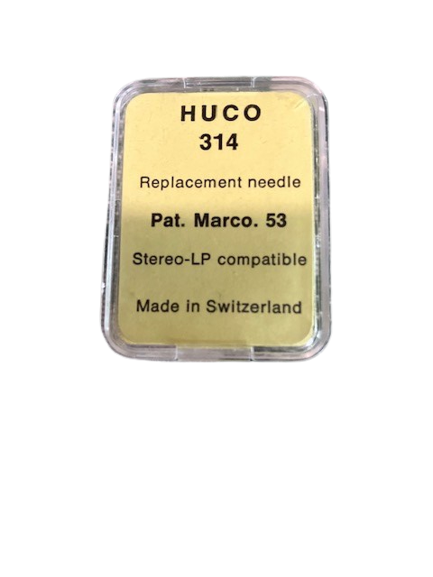 HUCO
314
Replacement needle
Pat. Marco. 53
Stereo-LP compatible
Made in Switzerland